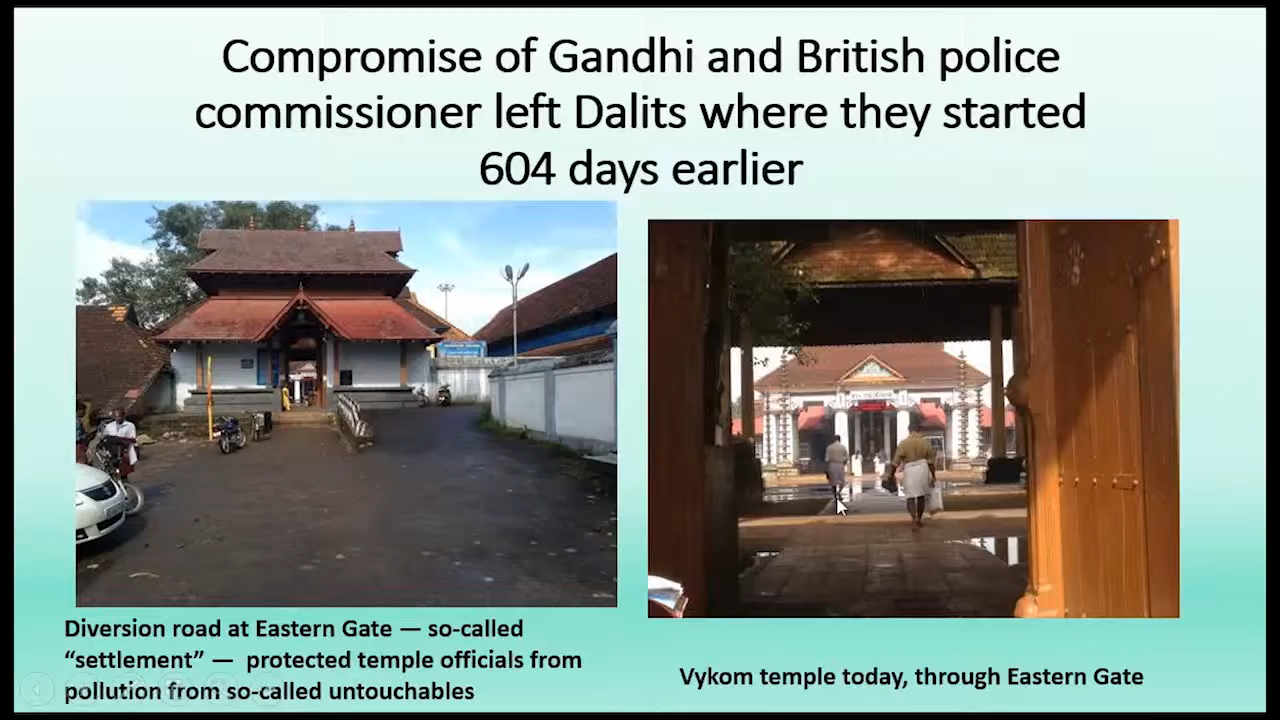 Compromise of Gandhi and British police
commissioner left Dalits where they started
604 days earlier
Diversion road at Eastern Gate — so-called
“settlement” — protected temple officials from
pollution from so-called untouchables
Vykom temple today, through Eastern Gate